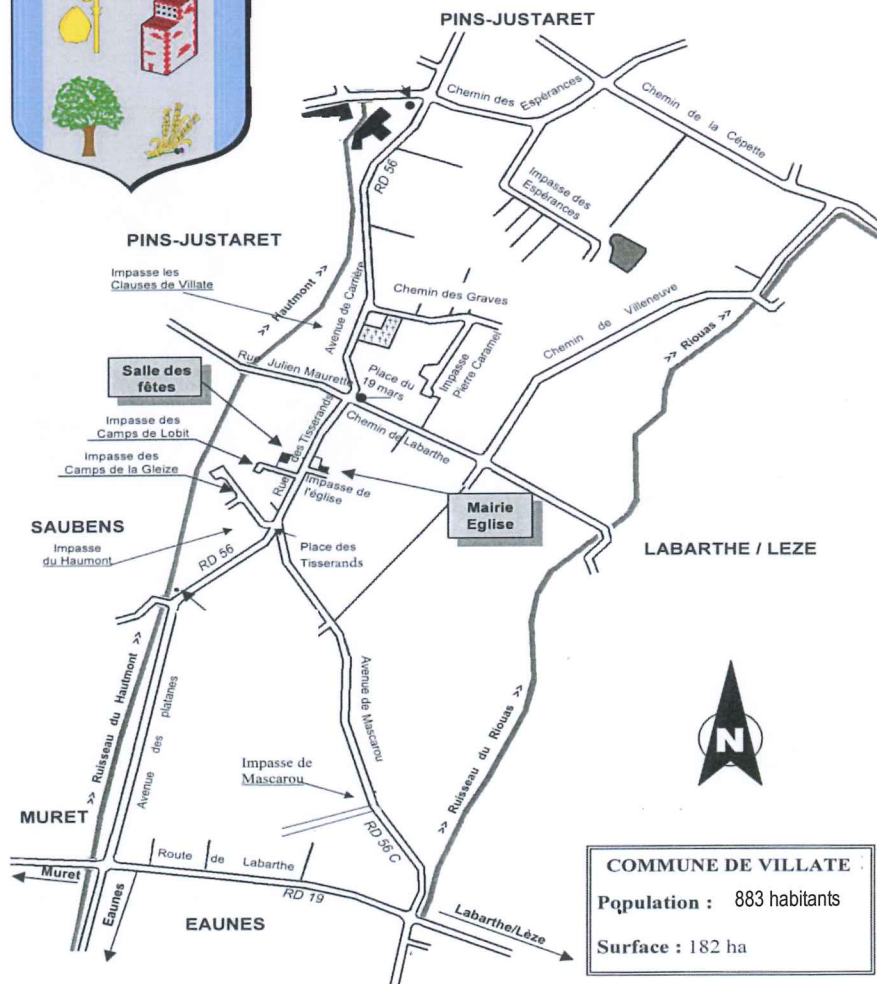 PINS-JUSTARET
Chemin des Espérances
Chemin de la Cépette
RD 56
Impasse des
Espérances
PINS-JUSTARET
Impasse les
Clauses de Villate
>> Hautmont >>
Avenue de Carrière
Chemin des Graves
Chemin de Villeneuve
>> Riouas >>
Rue Julien Maurette
Place du
19 mars
Impasse
Pierre Caramel
Salle des
fêtes
Chemin de Labarthe
Impasse des
Camps de Lobit
Rue des Tisserands
Impasse des
Camps de la Gleize
Impasse de
l'église
Mairie
Eglise
SAUBENS
Impasse
du Haumont
RD 56
Place des
Tisserands
LABARTHE / LEZE
>> Ruisseau du Hautmont >>
Avenue des platanes
Avenue de Mascarou
>> Ruisseau du Riouas >>
N
Impasse de
Mascarou
MURET
RD 56 C
Route de Labarthe
Muret
Eaunes
RD 19
EAUNES
Labarthe/Lèze
COMMUNE DE VILLATE
Population : 883 habitants
Surface : 182 ha